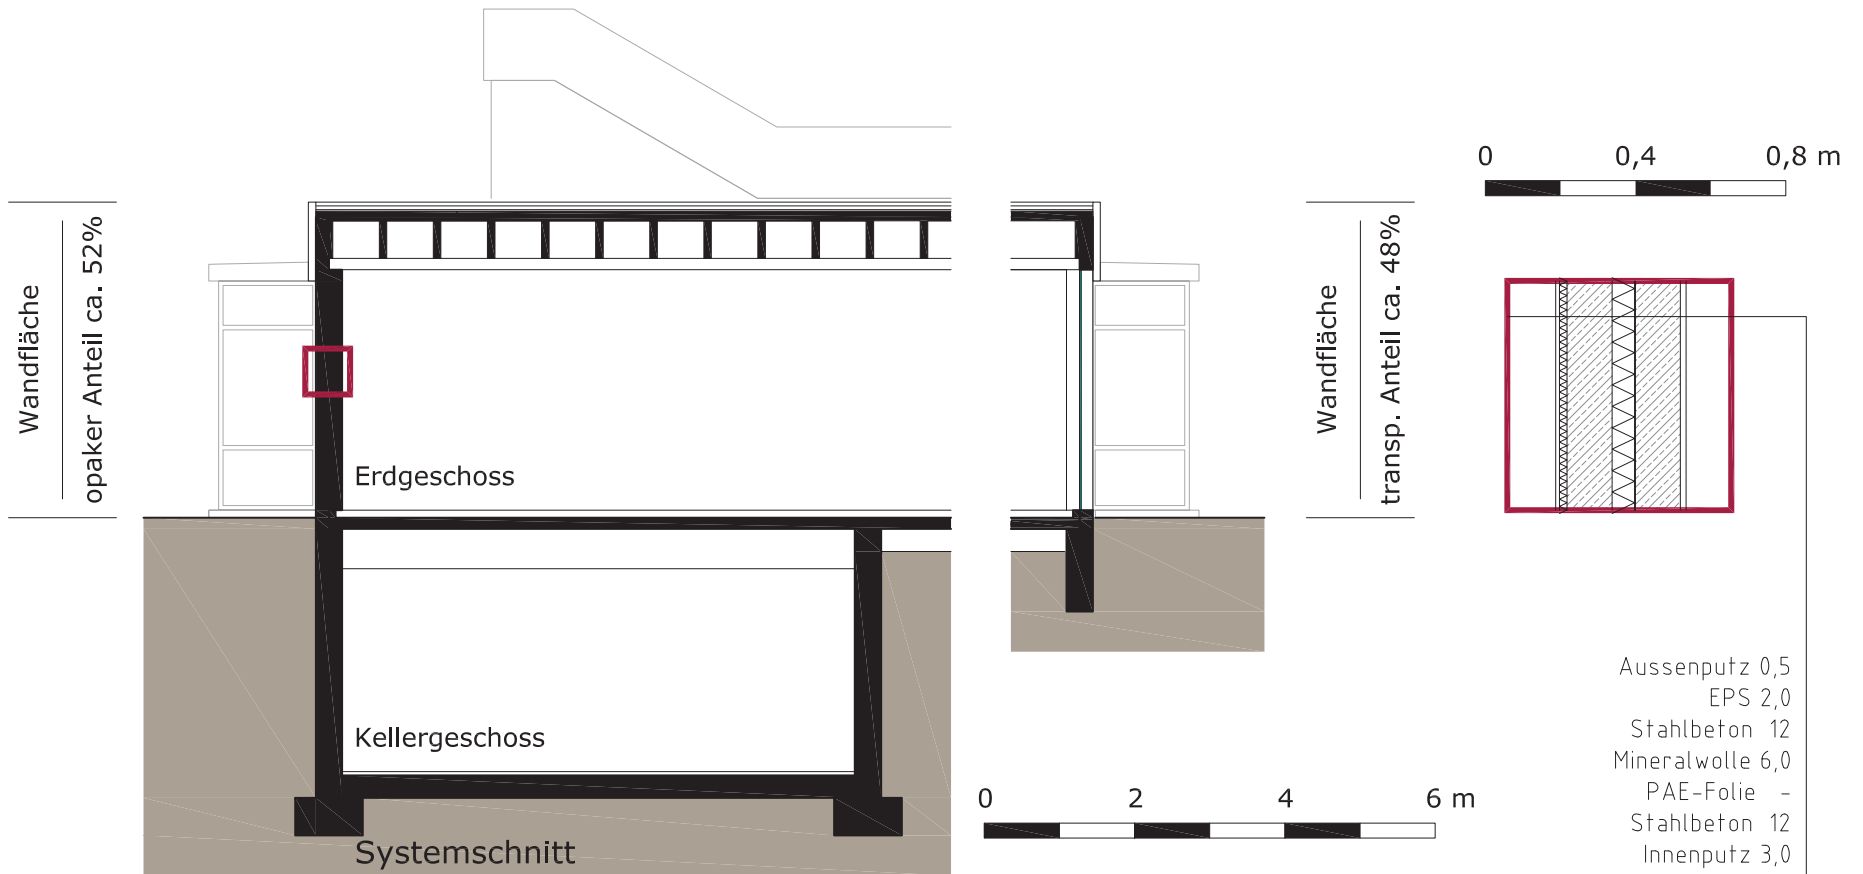 Wandfläche
opaker Anteil ca. 52%
Erdgeschoss
Kellergeschoss
Systemschnitt
Wandfläche
transp. Anteil ca. 48%
0 2 4 6 m
0 0,4 0,8 m
Aussenputz 0,5
EPS 2,0
Stahlbeton 12
Mineralwolle 6,0
PAE-Folie -
Stahlbeton 12
Innenputz 3,0